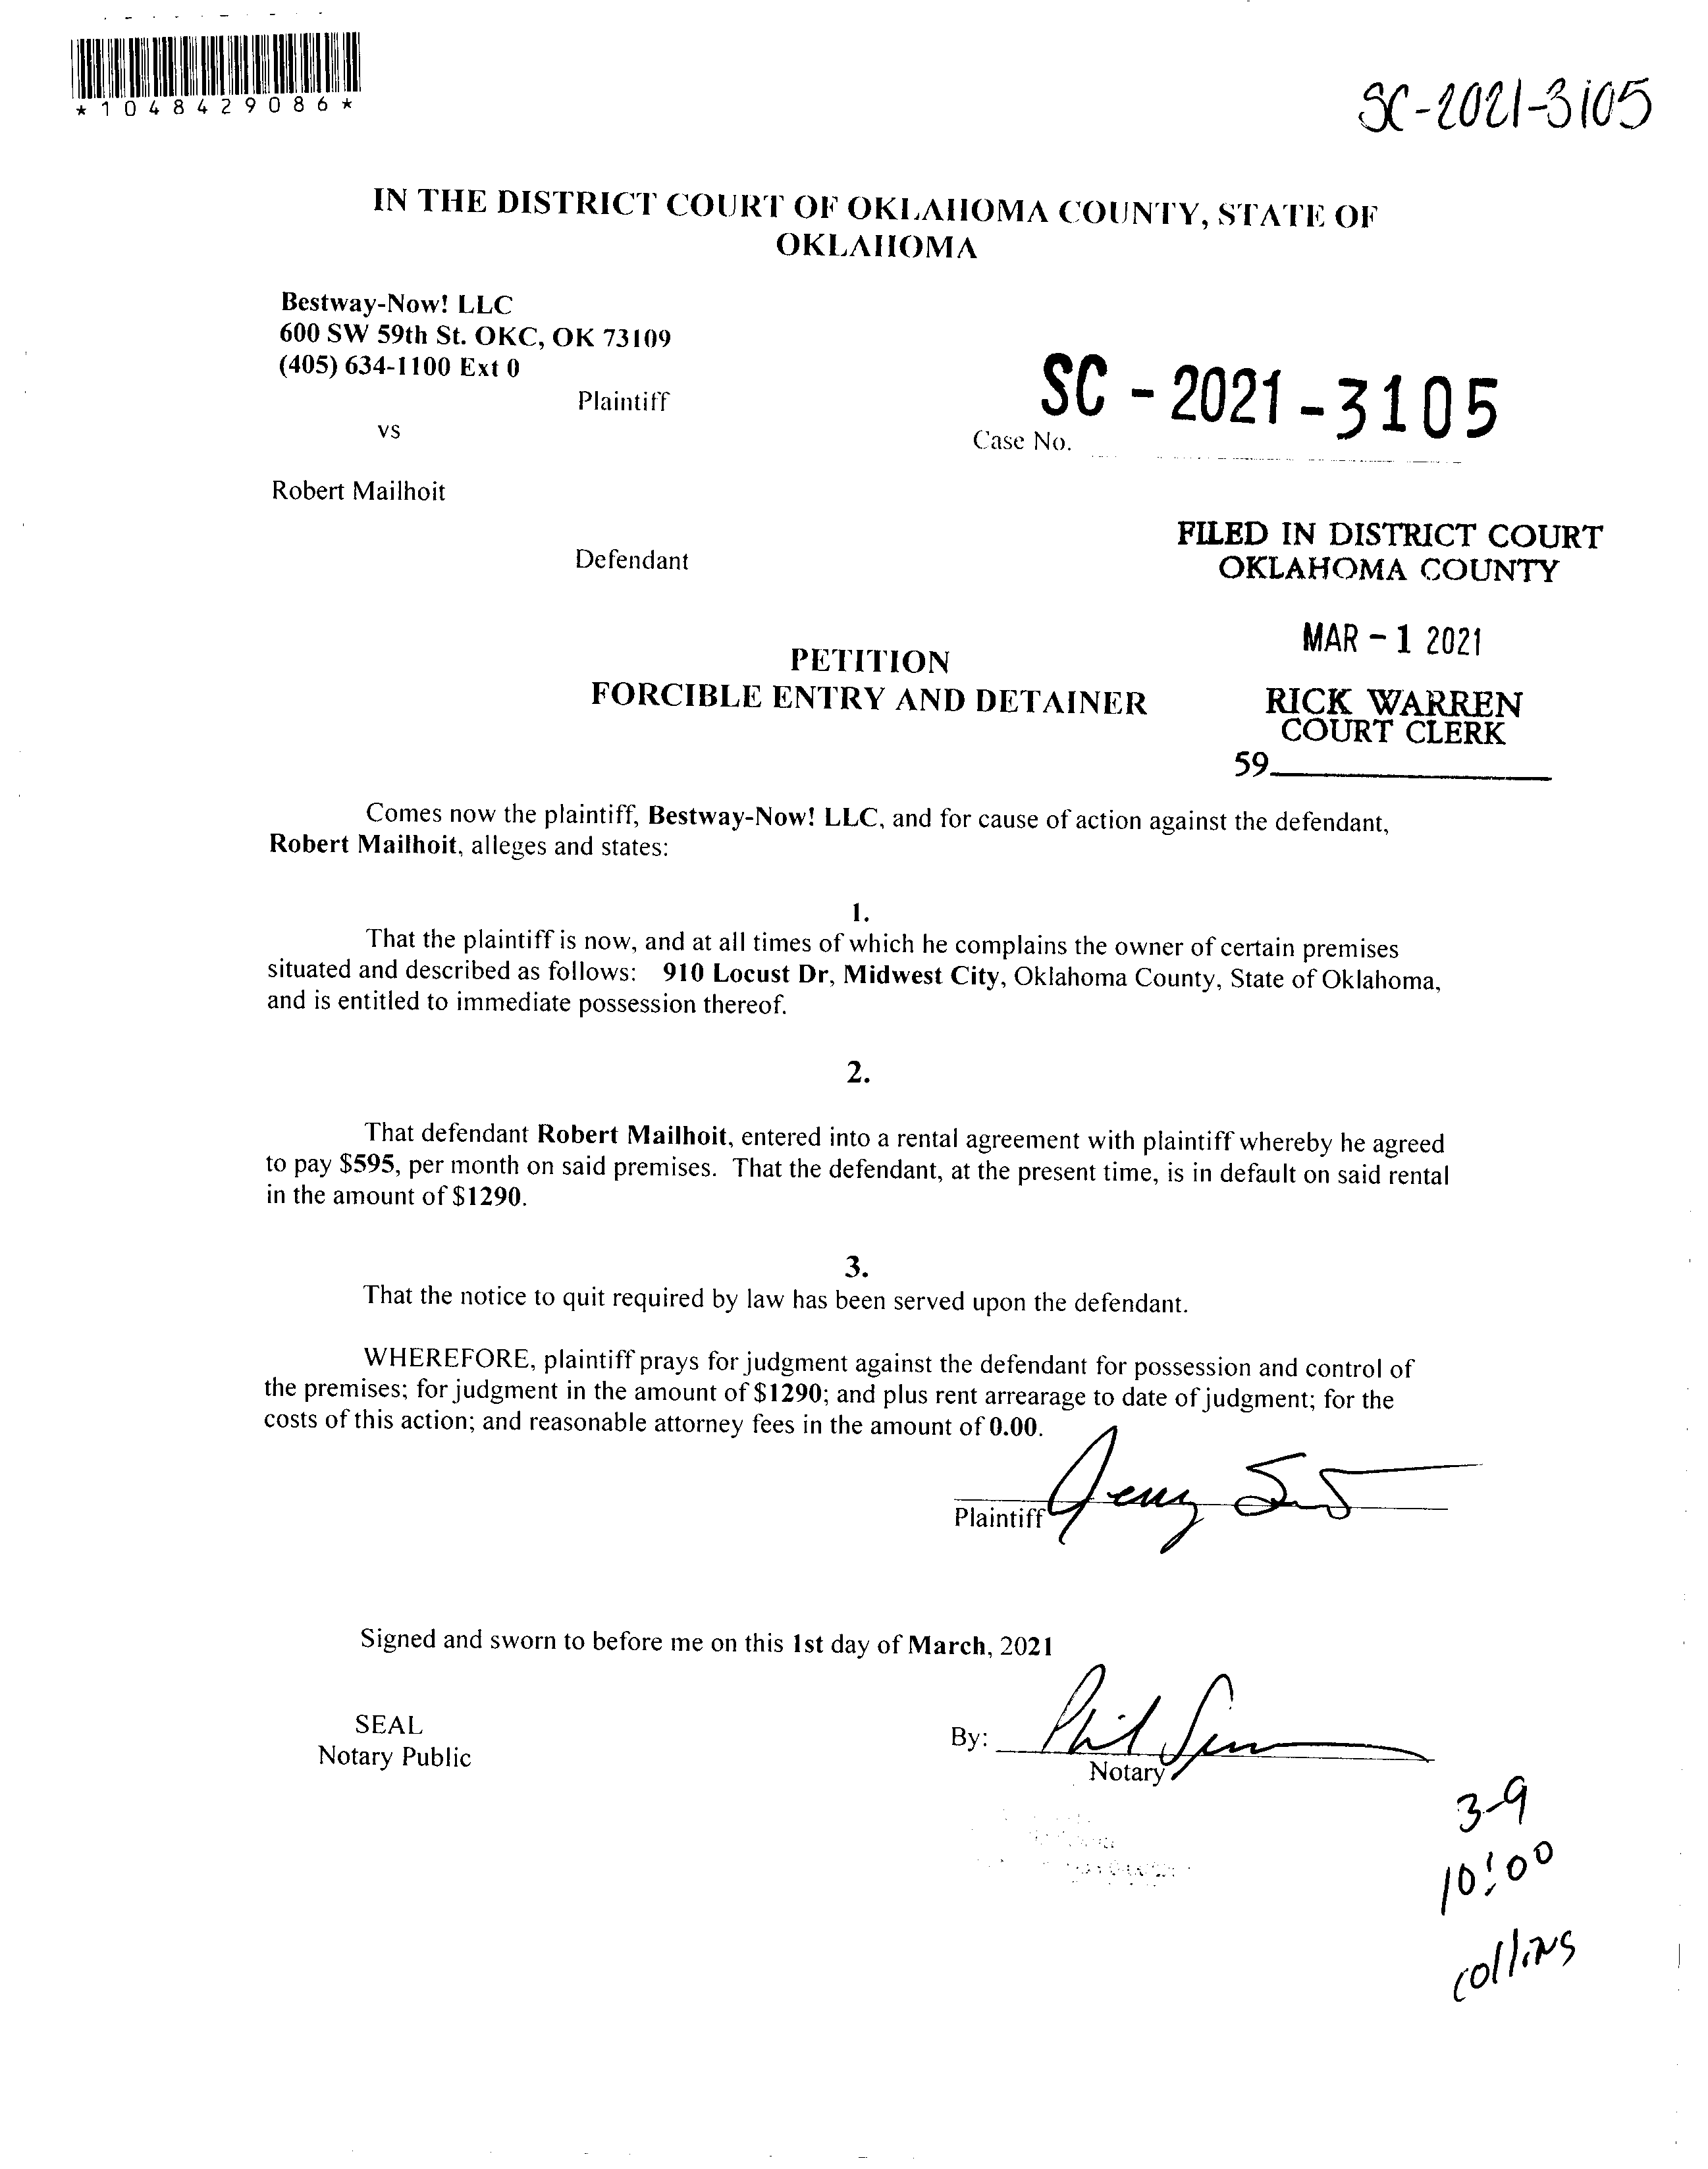 *1048429086*
SC-2021-3105
IN THE DISTRICT COURT OF OKLAHOMA COUNTY, STATE OF
OKLAHOMA
Bestway-Now! LLC
600 SW 59th St. OKC, OK 73109
(405) 634-1100 Ext 0
Plaintiff
vs
SC - 2021 - 3105
Case No.
Robert Mailhoit
Defendant
FILED IN DISTRICT COURT
OKLAHOMA COUNTY
MAR - 1 2021
RICK WARREN
COURT CLERK
59
PETITION
FORCIBLE ENTRY AND DETAINER
Comes now the plaintiff, Bestway-Now! LLC, and for cause of action against the defendant,
Robert Mailhoit, alleges and states:
1.
That the plaintiff is now, and at all times of which he complains the owner of certain premises
situated and described as follows: 910 Locust Dr, Midwest City, Oklahoma County, State of Oklahoma,
and is entitled to immediate possession thereof.
2.
That defendant Robert Mailhoit, entered into a rental agreement with plaintiff whereby he agreed
to pay $595, per month on said premises. That the defendant, at the present time, is in default on said rental
in the amount of $1290.
3.
That the notice to quit required by law has been served upon the defendant.
WHEREFORE, plaintiff prays for judgment against the defendant for possession and control of
the premises; for judgment in the amount of $1290; and plus rent arrearage to date of judgment; for the
costs of this action; and reasonable attorney fees in the amount of 0.00.
Plaintiff
Signed and sworn to before me on this 1st day of March, 2021
SEAL
Notary Public
By: Phil
Notary
3-9
10:00
collins